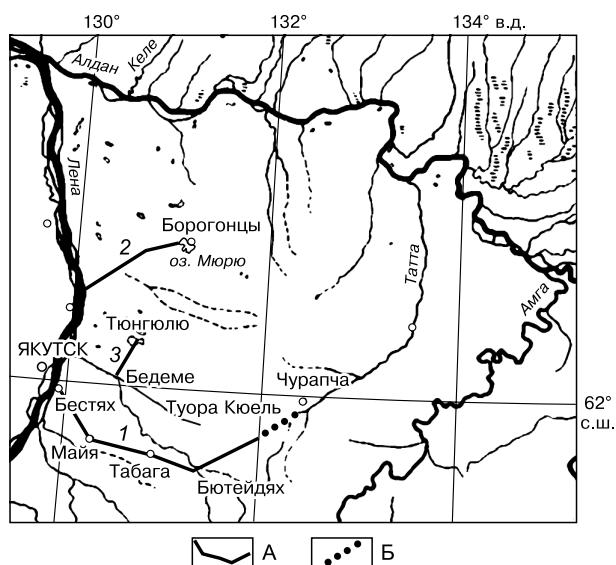 130°
132°
134° в.д.
Алдан
Келе
Лена
Борогонцы
2
оз. Мюрю
Татта
Амга
Тюнгюлю
ЯКУТСК
3
Бедеме
Чурапча
62°
с.ш.
Бестях
Туора Кюель
1
Майя
Табага
Бютейдях
А
Б